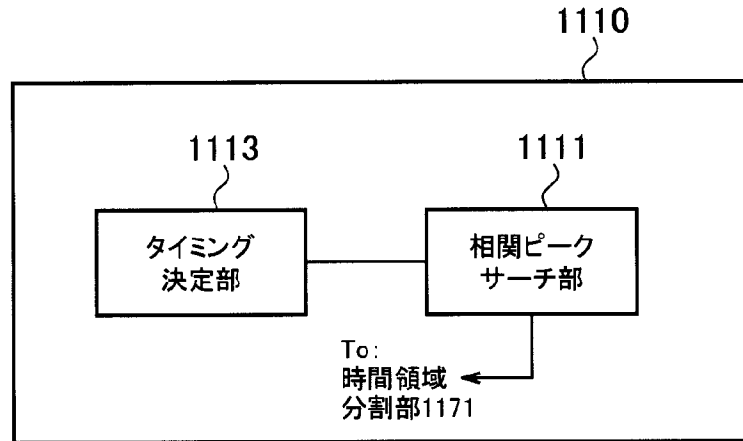 1110
1113
1111
タイミング
決定部
相関ピーク
サーチ部
To:
時間領域
分割部1171